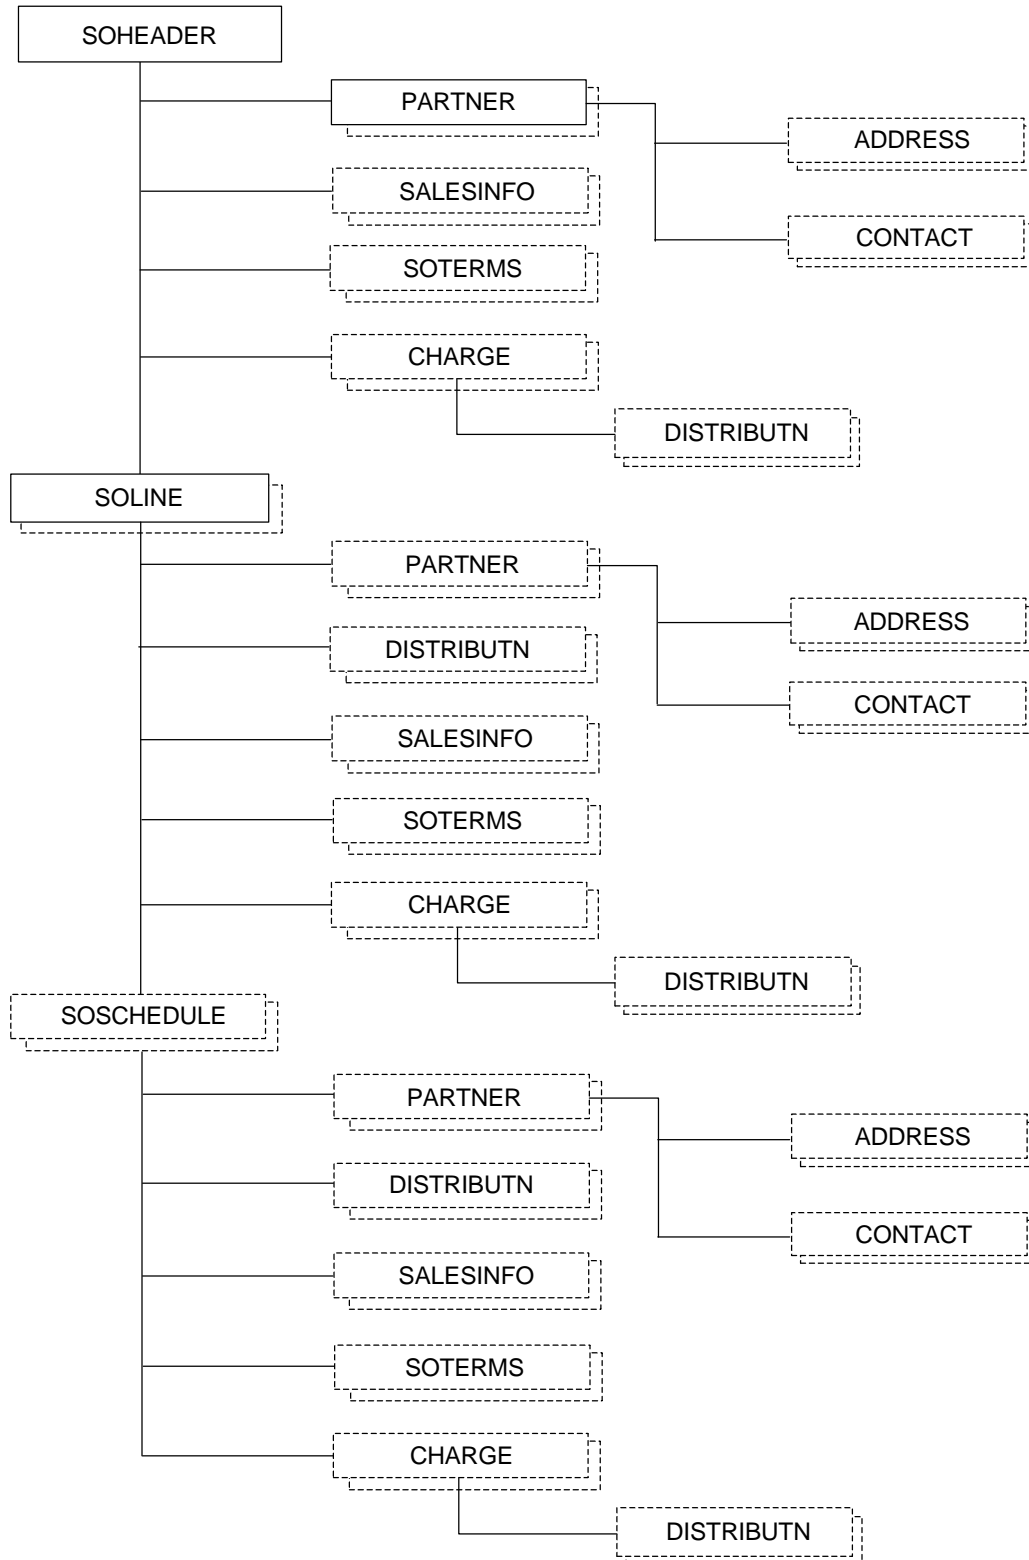 SOHEADER
PARTNER
ADDRESS
SALESINFO
CONTACT
SOTERMS
CHARGE
DISTRIBUTN
SOLINE
PARTNER
ADDRESS
DISTRIBUTN
CONTACT
SALESINFO
SOTERMS
CHARGE
DISTRIBUTN
SOSCHEDULE
PARTNER
ADDRESS
DISTRIBUTN
CONTACT
SALESINFO
SOTERMS
CHARGE
DISTRIBUTN